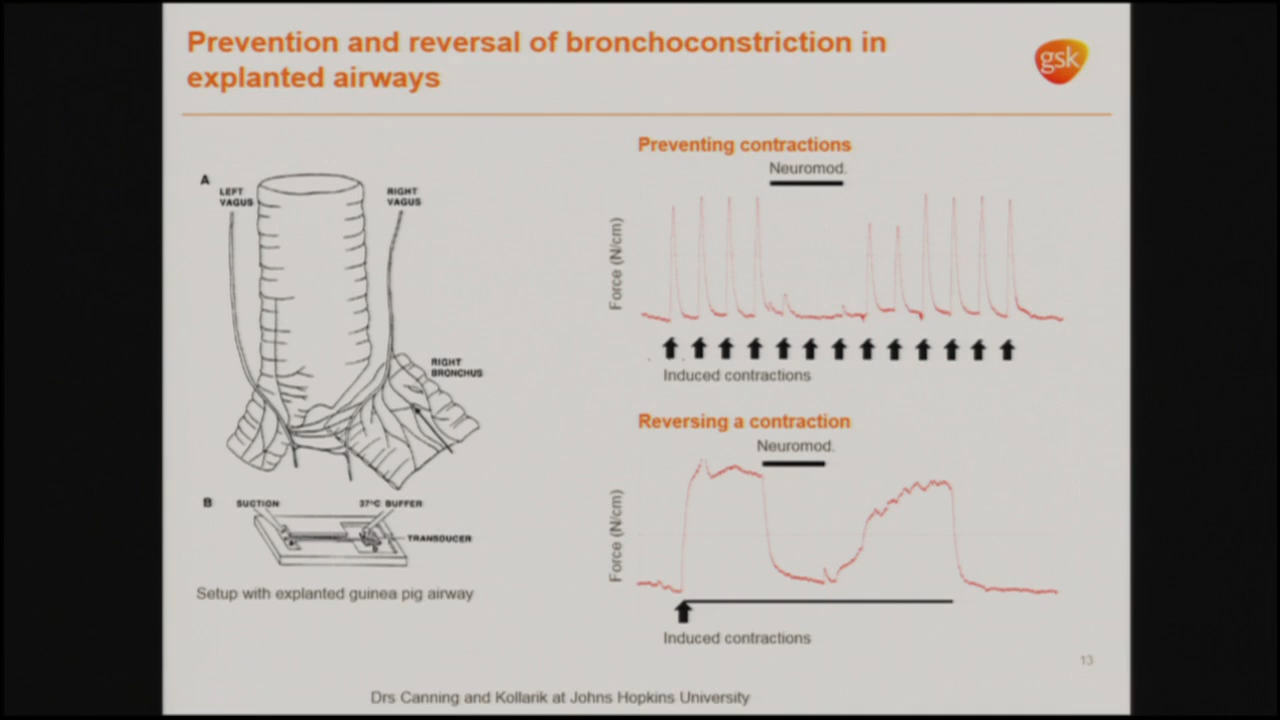 Prevention and reversal of bronchoconstriction in
explanted airways
gsk
A
LEFT
VAGUS
RIGHT
VAGUS
RIGHT
BRONCHUS
B
SUCTION
37°C BUFFER
TRANSDUCER
Setup with explanted guinea pig airway
Preventing contractions
Neuromod.
Force (N/cm)
Induced contractions
Reversing a contraction
Neuromod.
Force (N/cm)
Induced contractions
13
Drs Canning and Kollarik at Johns Hopkins University